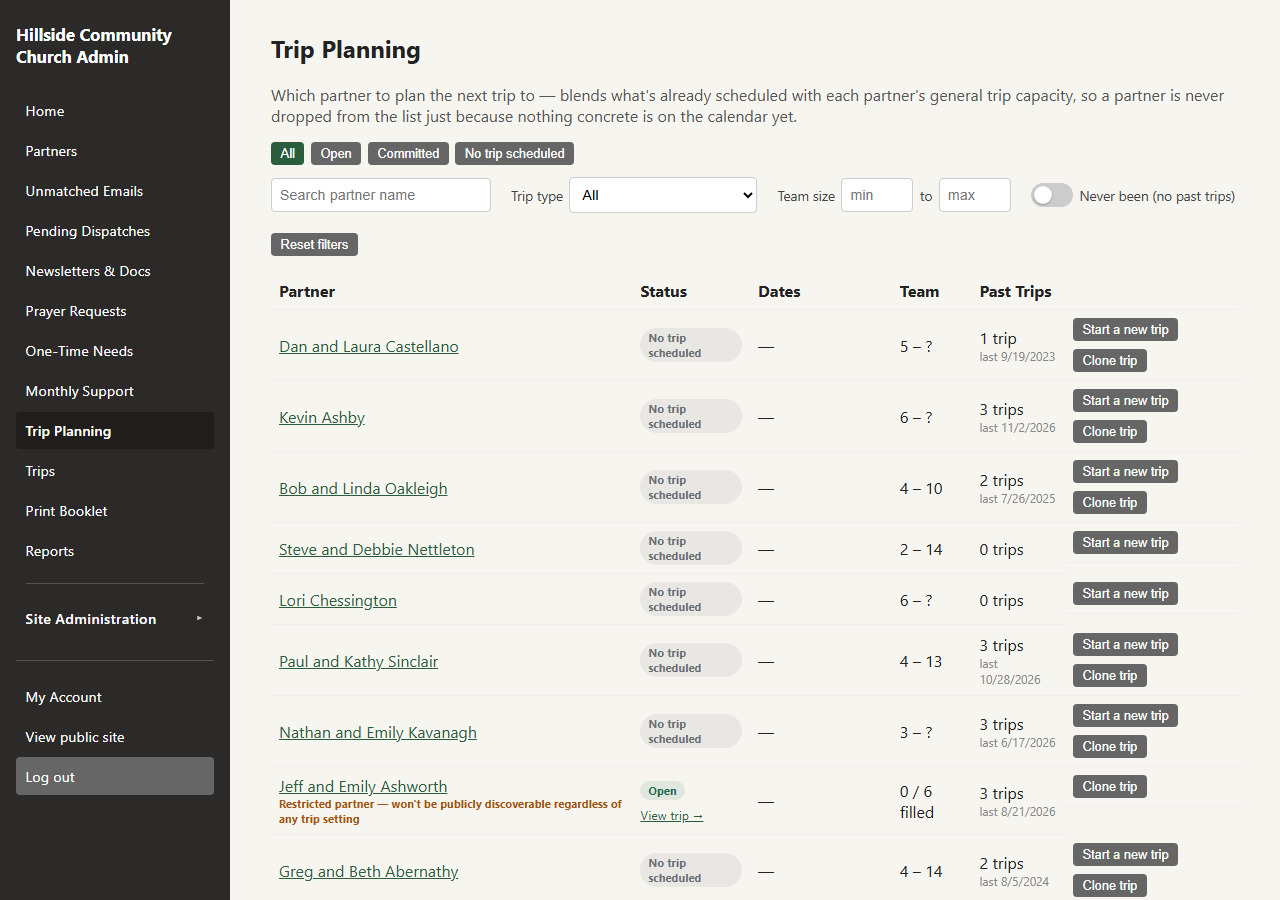 Hillside Community
Church Admin
Home
Partners
Unmatched Emails
Pending Dispatches
Newsletters & Docs
Prayer Requests
One-Time Needs
Monthly Support
Trip Planning
Trips
Print Booklet
Reports
Site Administration ▸
My Account
View public site
Log out
Trip Planning
Which partner to plan the next trip to — blends what's already scheduled with each partner's general trip capacity, so a partner is never
dropped from the list just because nothing concrete is on the calendar yet.
All Open Committed No trip scheduled
Search partner name Trip type All Team size min to max Never been (no past trips)
Reset filters
Partner Status Dates Team Past Trips
Dan and Laura Castellano No trip scheduled — 5 – ? 1 trip last 9/19/2023 Start a new trip Clone trip
Kevin Ashby No trip scheduled — 6 – ? 3 trips last 11/2/2026 Start a new trip Clone trip
Bob and Linda Oakleigh No trip scheduled — 4 – 10 2 trips last 7/26/2025 Start a new trip Clone trip
Steve and Debbie Nettleton No trip scheduled — 2 – 14 0 trips Start a new trip
Lori Chessington No trip scheduled — 6 – ? 0 trips Start a new trip
Paul and Kathy Sinclair No trip scheduled — 4 – 13 3 trips last 10/28/2026 Start a new trip Clone trip
Nathan and Emily Kavanagh No trip scheduled — 3 – ? 3 trips last 6/17/2026 Start a new trip Clone trip
Jeff and Emily Ashworth
Restricted partner — won't be publicly discoverable regardless of
any trip setting
Open View trip → — 0 / 6 filled 3 trips last 8/21/2026 Clone trip
Greg and Beth Abernathy No trip scheduled — 4 – 14 2 trips last 8/5/2024 Start a new trip Clone trip